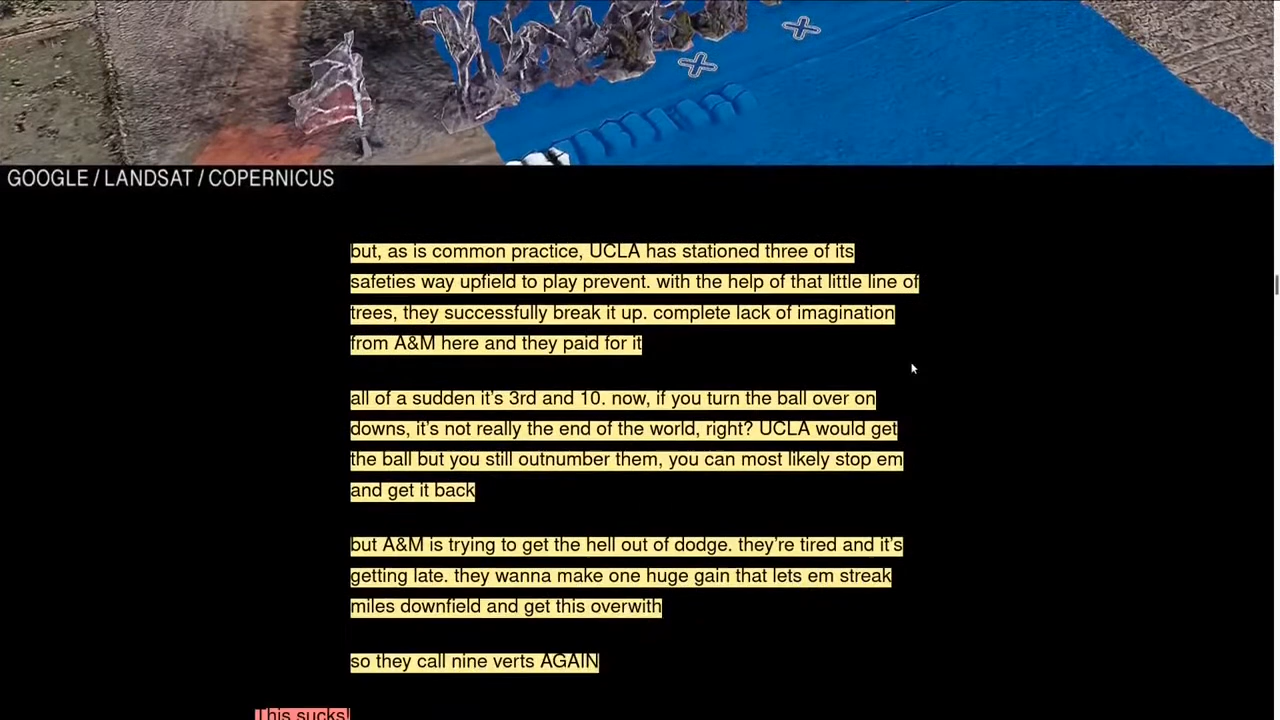 GOOGLE / LANDSAT / COPERNICUS
but, as is common practice, UCLA has stationed three of its
safeties way upfield to play prevent. with the help of that little line of
trees, they successfully break it up. complete lack of imagination
from A&M here and they paid for it
all of a sudden it's 3rd and 10. now, if you turn the ball over on
downs, it's not really the end of the world, right? UCLA would get
the ball but you still outnumber them, you can most likely stop em
and get it back
but A&M is trying to get the hell out of dodge. they're tired and it's
getting late. they wanna make one huge gain that lets em streak
miles downfield and get this overwith
so they call nine verts AGAIN
This sucks!